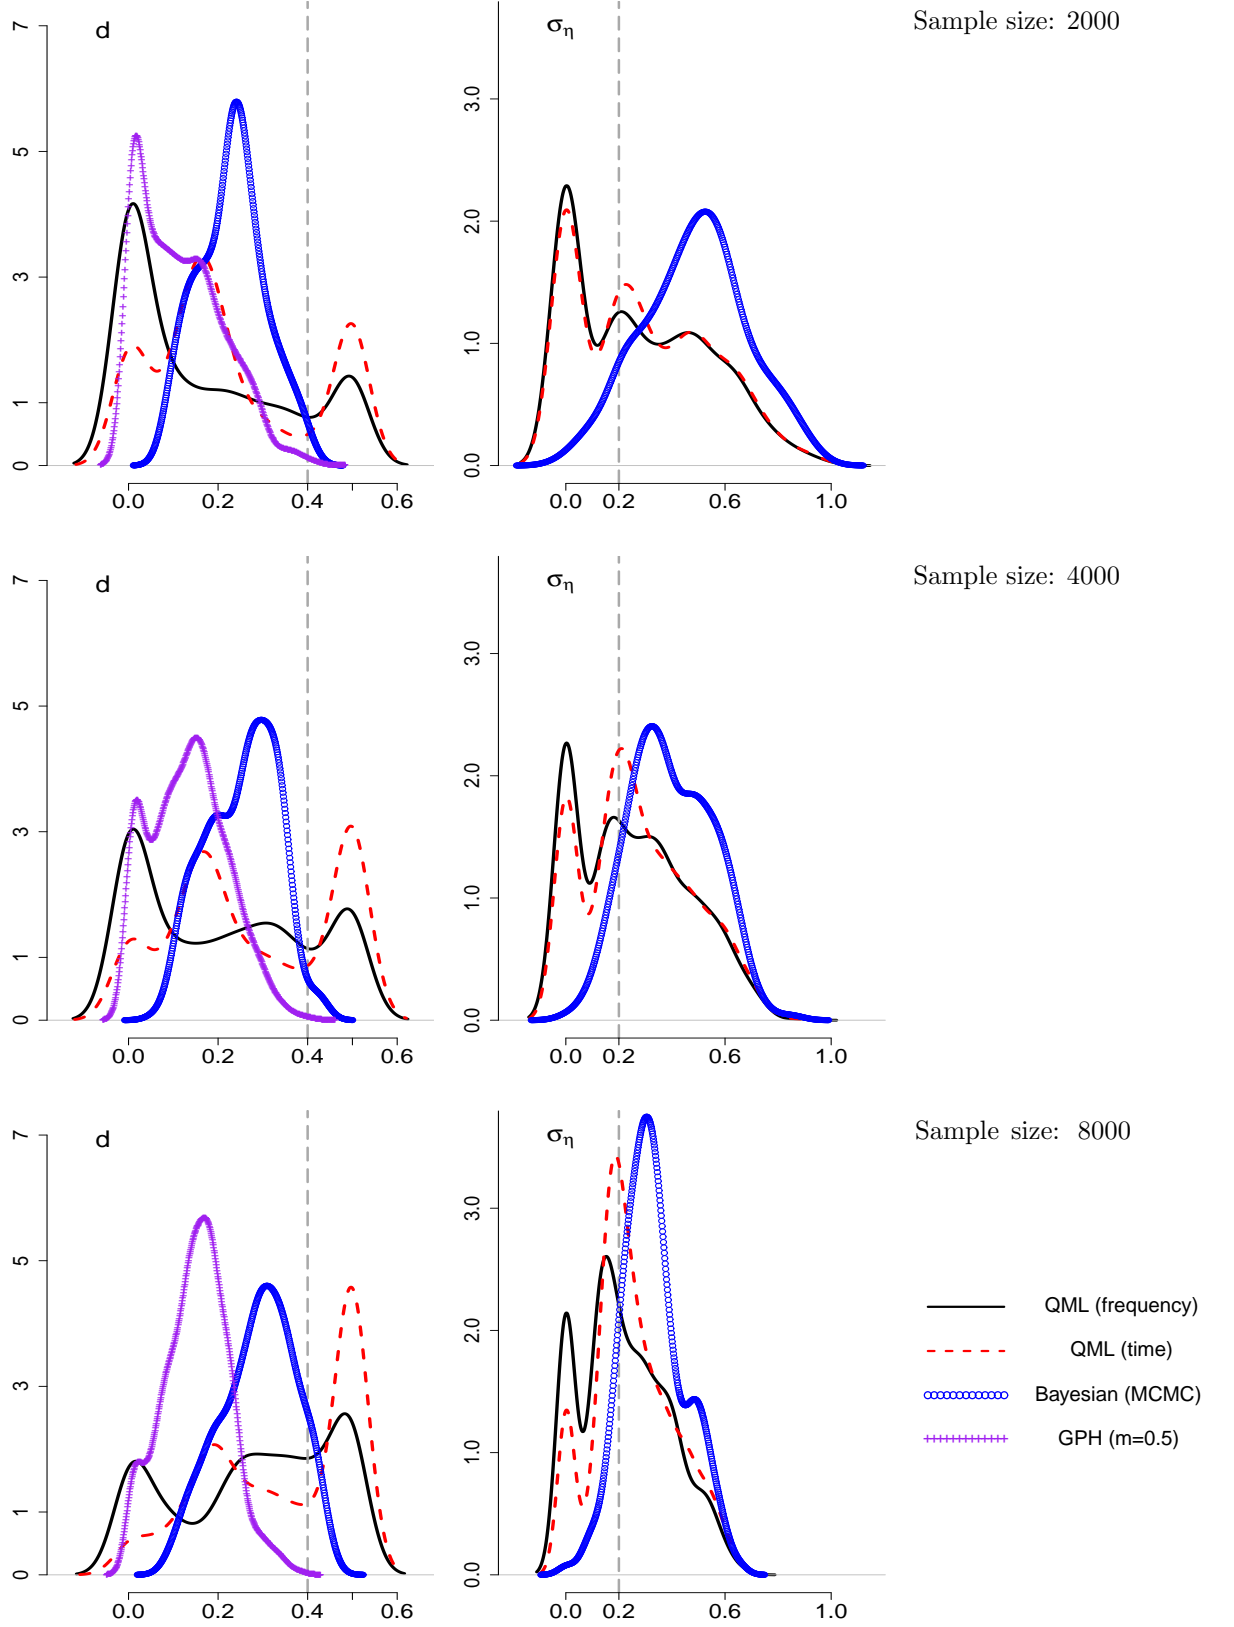 d
ση
Sample size: 2000
7
5
3
1
0
0.0 0.2 0.4 0.6
3.0
2.0
1.0
0.0
0.0 0.2 0.6 1.0
d
ση
Sample size: 4000
7
5
3
1
0
0.0 0.2 0.4 0.6
3.0
2.0
1.0
0.0
0.0 0.2 0.6 1.0
d
ση
Sample size: 8000
7
5
3
1
0
0.0 0.2 0.4 0.6
3.0
2.0
1.0
0.0
0.0 0.2 0.6 1.0
QML (frequency)
QML (time)
Bayesian (MCMC)
GPH (m=0.5)